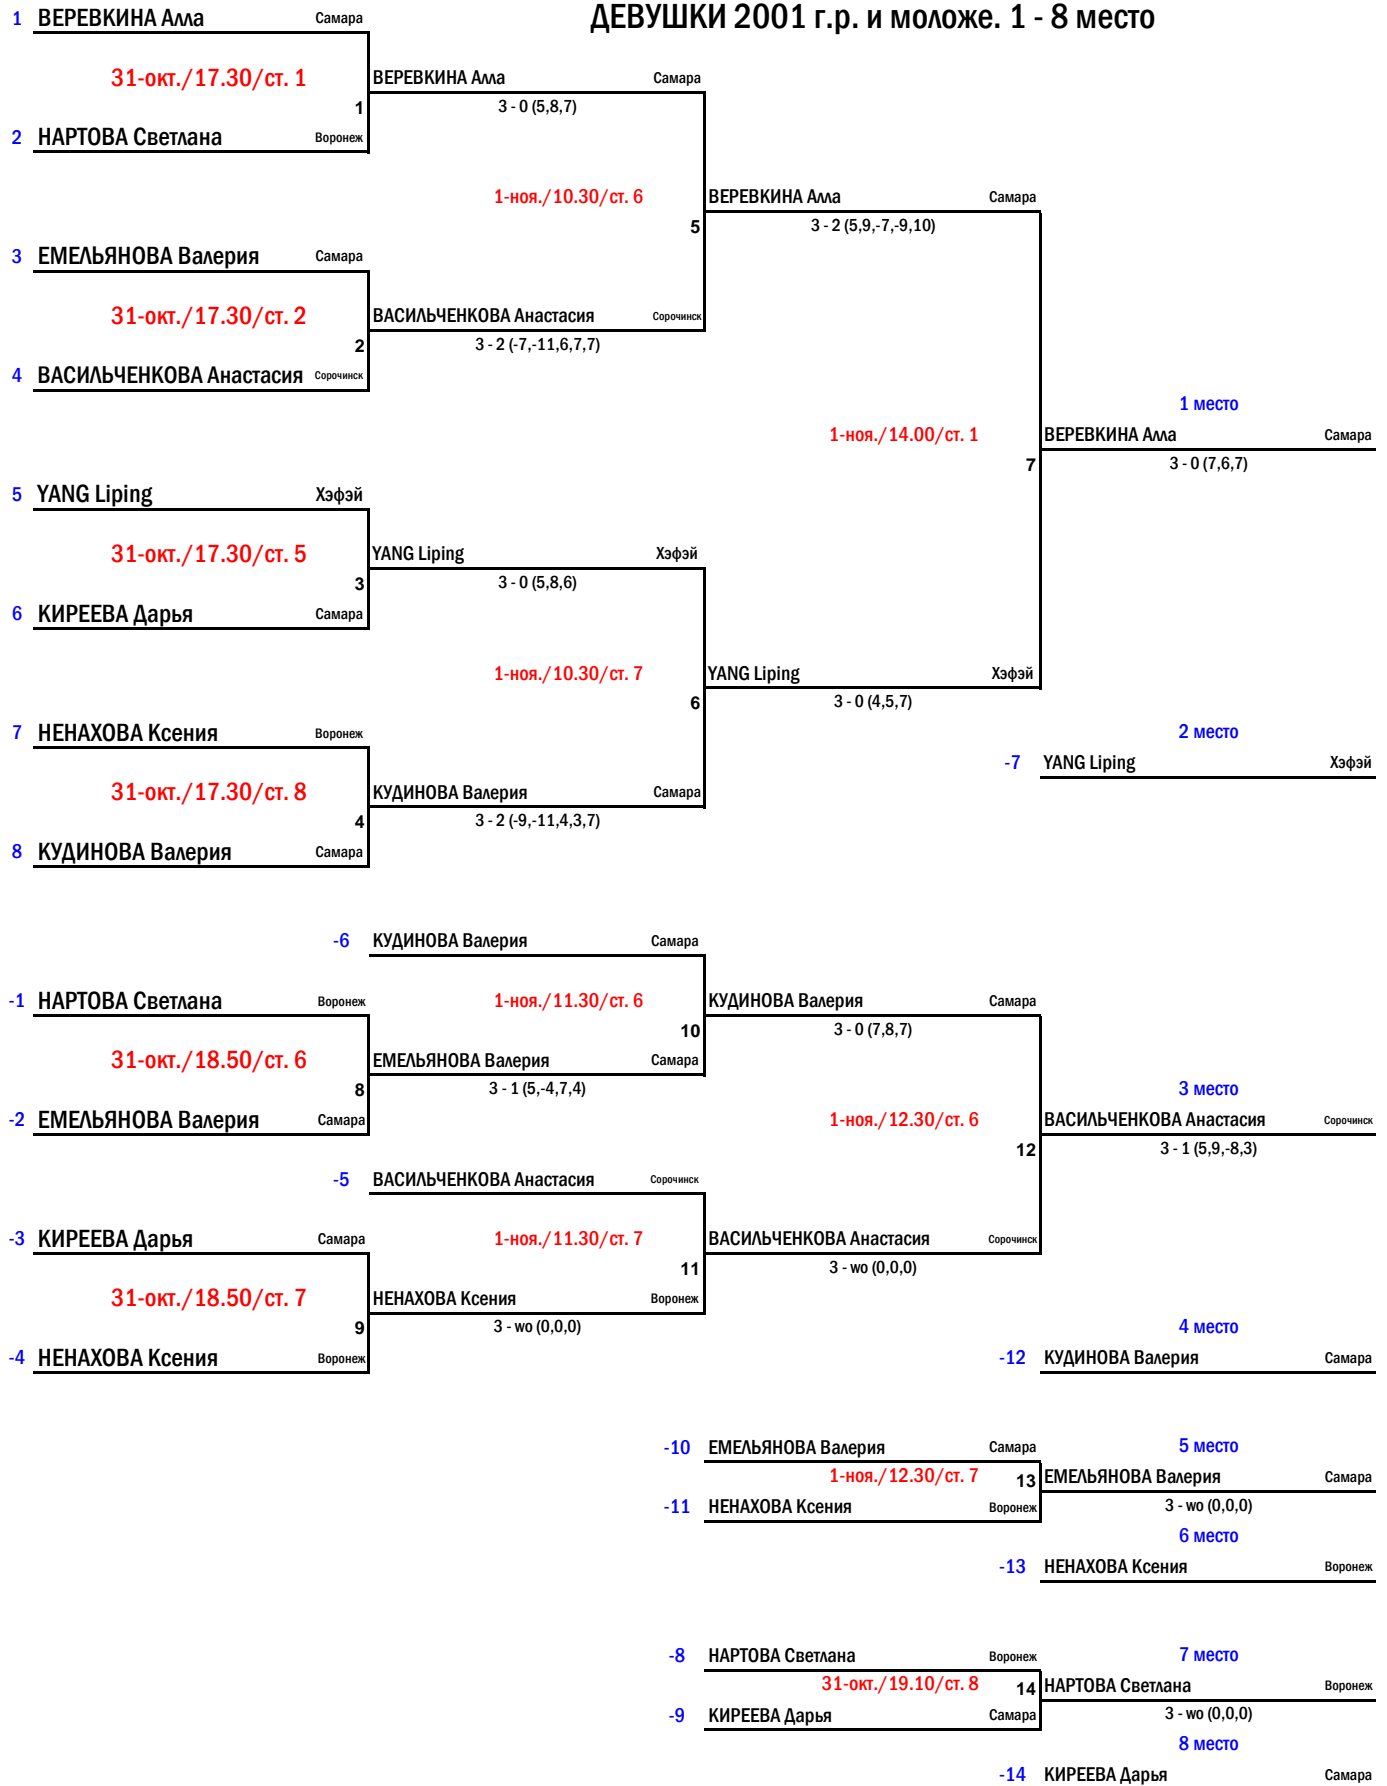 ДЕВУШКИ 2001 г.р. и моложе. 1 - 8 место
1 ВЕРЕВКИНА Алла Самара
31-окт./17.30/ст. 1
ВЕРЕВКИНА Алла Самара
1
3 - 0 (5,8,7)
2 НАРТОВА Светлана Воронеж
1-ноя./10.30/ст. 6
ВЕРЕВКИНА Алла Самара
5
3 - 2 (5,9,-7,-9,10)
3 ЕМЕЛЬЯНОВА Валерия Самара
31-окт./17.30/ст. 2
ВАСИЛЬЧЕНКОВА Анастасия Сорочинск
2
3 - 2 (-7,-11,6,7,7)
4 ВАСИЛЬЧЕНКОВА Анастасия Сорочинск
1 место
1-ноя./14.00/ст. 1
ВЕРЕВКИНА Алла Самара
7
3 - 0 (7,6,7)
5 YANG Liping Хэфэй
31-окт./17.30/ст. 5
YANG Liping Хэфэй
3
3 - 0 (5,8,6)
6 КИРЕЕВА Дарья Самара
1-ноя./10.30/ст. 7
YANG Liping Хэфэй
6
3 - 0 (4,5,7)
7 НЕНАХОВА Ксения Воронеж
2 место
-7 YANG Liping Хэфэй
31-окт./17.30/ст. 8
КУДИНОВА Валерия Самара
4
3 - 2 (-9,-11,4,3,7)
8 КУДИНОВА Валерия Самара
-6 КУДИНОВА Валерия Самара
-1 НАРТОВА Светлана Воронеж
1-ноя./11.30/ст. 6
КУДИНОВА Валерия Самара
10
3 - 0 (7,8,7)
31-окт./18.50/ст. 6
ЕМЕЛЬЯНОВА Валерия Самара
8
3 - 1 (5,-4,7,4)
3 место
-2 ЕМЕЛЬЯНОВА Валерия Самара
1-ноя./12.30/ст. 6
ВАСИЛЬЧЕНКОВА Анастасия Сорочинск
12
3 - 1 (5,9,-8,3)
-5 ВАСИЛЬЧЕНКОВА Анастасия Сорочинск
-3 КИРЕЕВА Дарья Самара
1-ноя./11.30/ст. 7
ВАСИЛЬЧЕНКОВА Анастасия Сорочинск
11
3 - wo (0,0,0)
31-окт./18.50/ст. 7
НЕНАХОВА Ксения Воронеж
9
3 - wo (0,0,0)
4 место
-4 НЕНАХОВА Ксения Воронеж
-12 КУДИНОВА Валерия Самара
-10 ЕМЕЛЬЯНОВА Валерия Самара
5 место
1-ноя./12.30/ст. 7
13
ЕМЕЛЬЯНОВА Валерия Самара
-11 НЕНАХОВА Ксения Воронеж
3 - wo (0,0,0)
6 место
-13 НЕНАХОВА Ксения Воронеж
-8 НАРТОВА Светлана Воронеж
7 место
31-окт./19.10/ст. 8
14
НАРТОВА Светлана Воронеж
-9 КИРЕЕВА Дарья Самара
3 - wo (0,0,0)
8 место
-14 КИРЕЕВА Дарья Самара